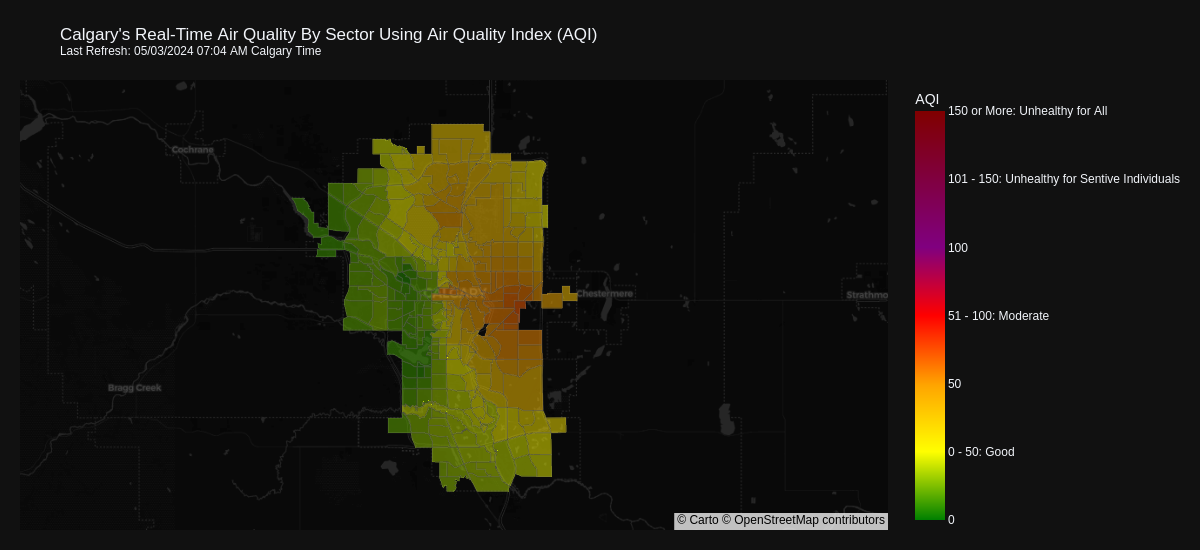 Calgary's Real-Time Air Quality By Sector Using Air Quality Index (AQI)
Last Refresh: 05/03/2024 07:04 AM Calgary Time
AQI
150 or More: Unhealthy for All
Cochrane
101 - 150: Unhealthy for Sentive Individuals
100
CALGARY
Chestermere
Strathmo
51 - 100: Moderate
Bragg Creek
50
0 - 50: Good
© Carto © OpenStreetMap contributors
0